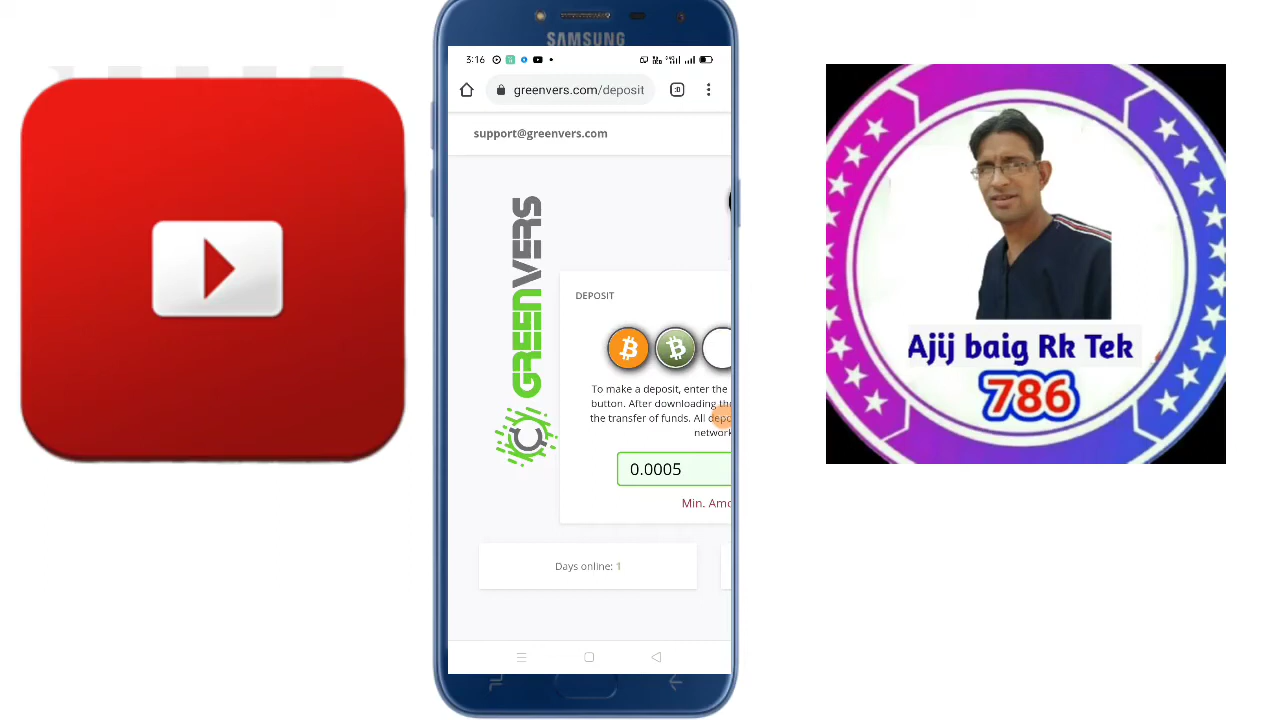 SAMSUNG
3:16
greenvers.com/deposit
support@greenvers.com
GREENVERS
DEPOSIT
To make a deposit, enter the
button. After downloading
the transfer of funds. All
network
0.0005
Min. Amo
Days online: 1
Ajij baig Rk Tek
786